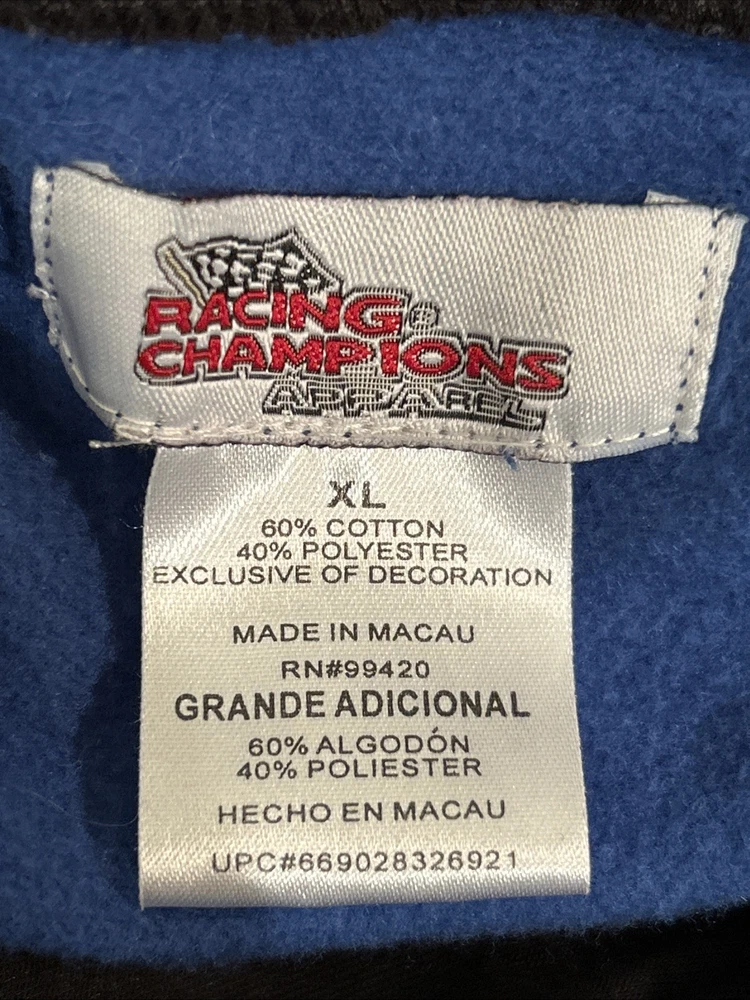 RACING®
CHAMPIONS
APPAREL
XL
60% COTTON
40% POLYESTER
EXCLUSIVE OF DECORATION
MADE IN MACAU
RN#99420
GRANDE ADICIONAL
60% ALGODÓN
40% POLIESTER
HECHO EN MACAU
UPC#669028326921